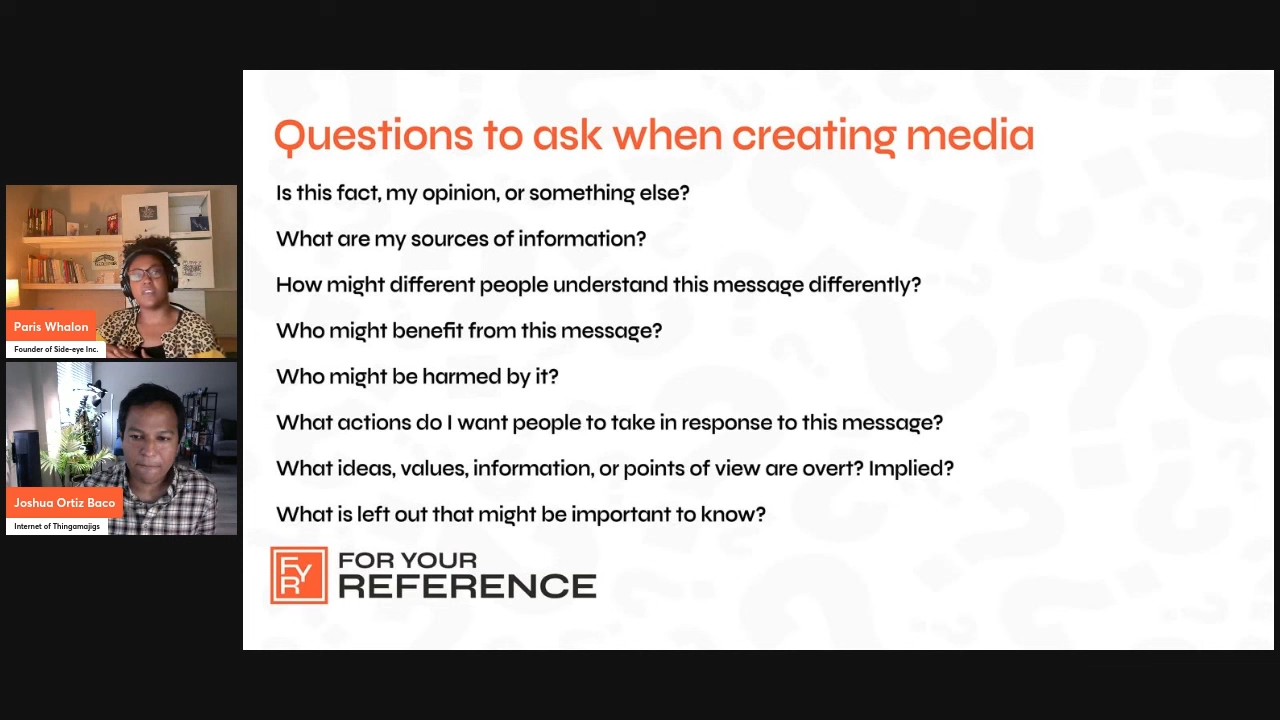 Questions to ask when creating media
Is this fact, my opinion, or something else?
What are my sources of information?
How might different people understand this message differently?
Who might benefit from this message?
Who might be harmed by it?
What actions do I want people to take in response to this message?
What ideas, values, information, or points of view are overt? Implied?
What is left out that might be important to know?
FYR
FOR YOUR
REFERENCE
Paris Whalon
Founder of Side-eye Inc.
Joshua Ortiz Baco
Internet of Thingamajigs